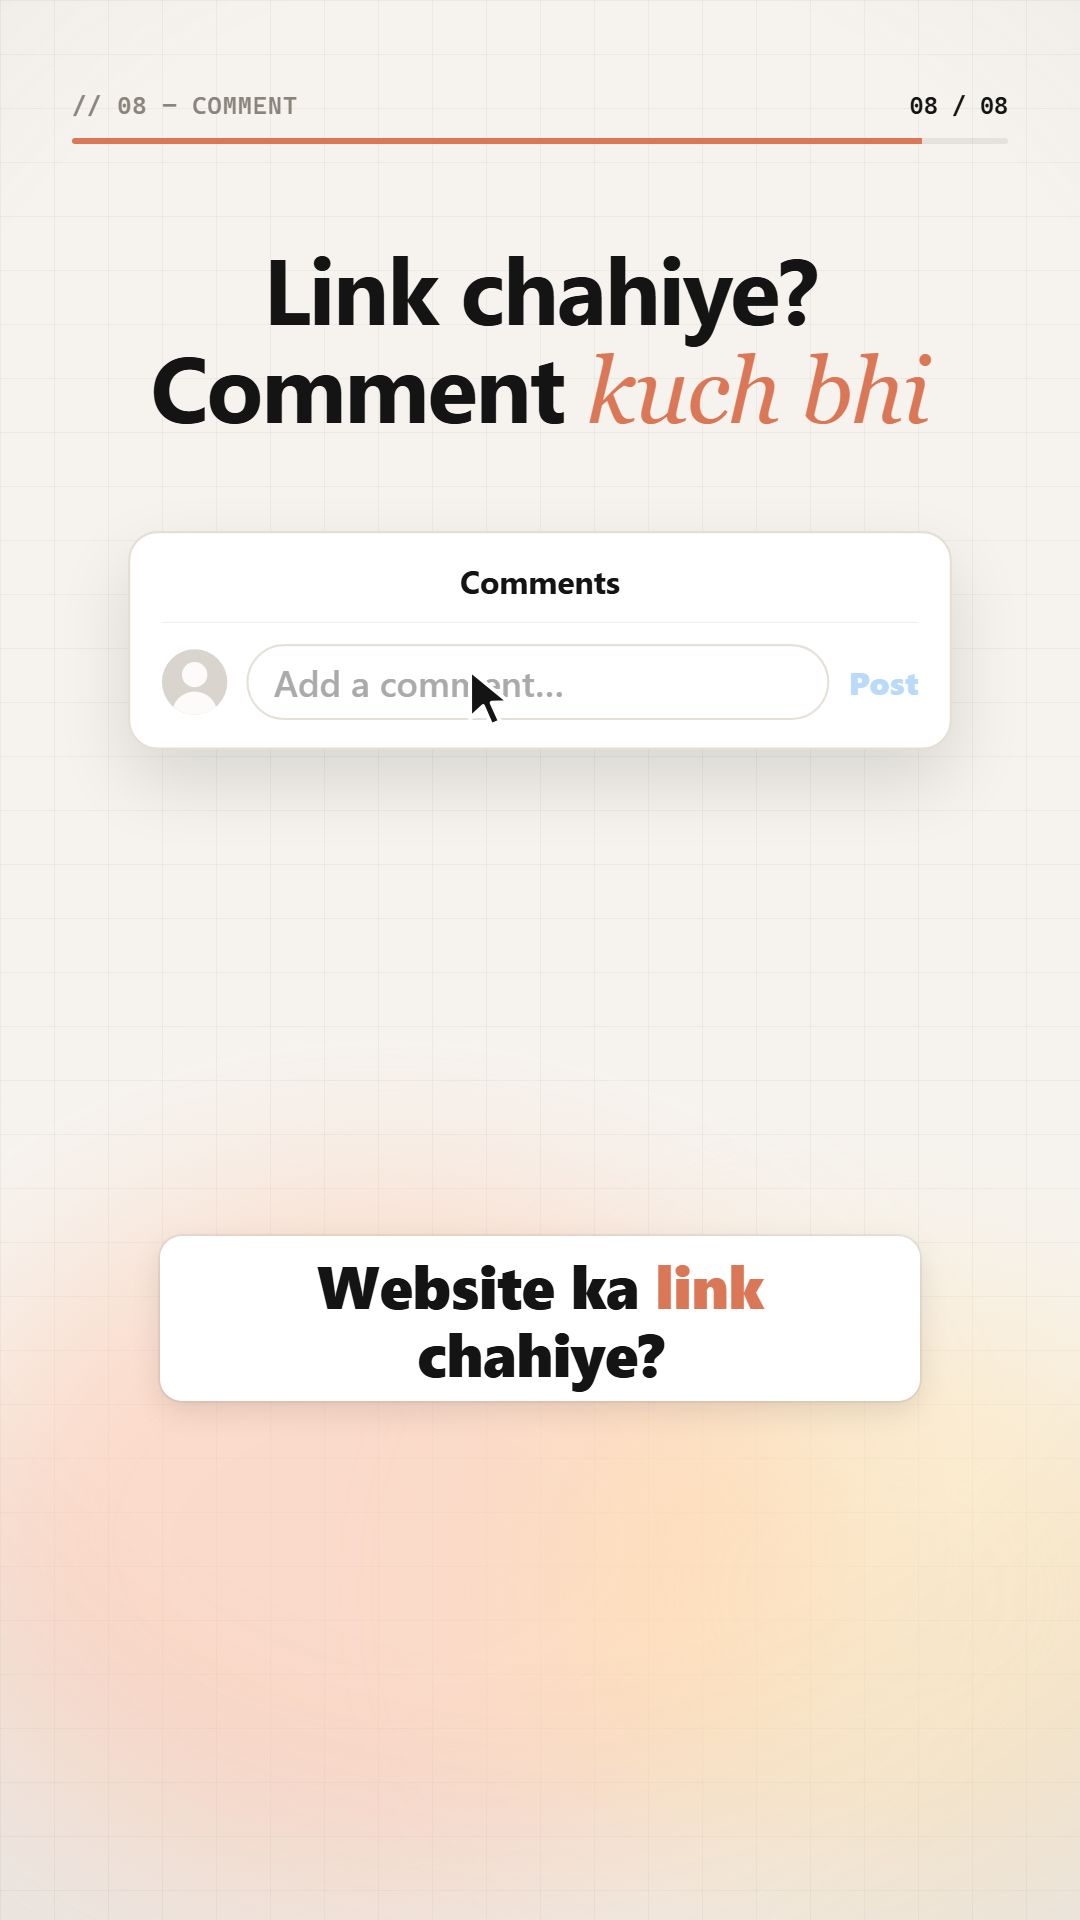 // 08 – COMMENT
08 / 08
Link chahiye?
Comment kuch bhi
Comments
Add a comment...
Post
Website ka link
chahiye?